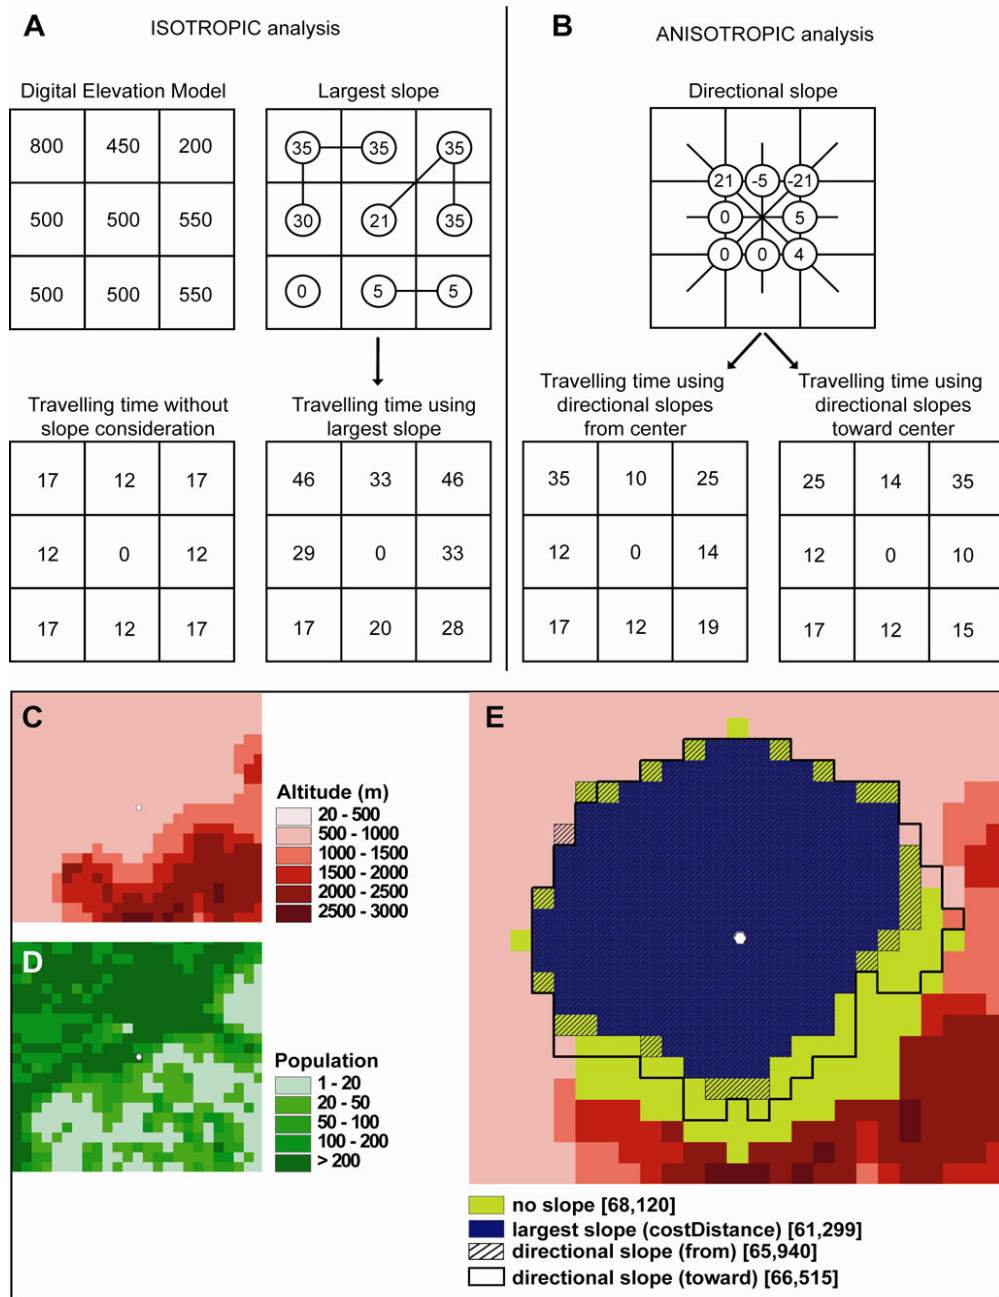 A
ISOTROPIC analysis
Digital Elevation Model
800 450 200
500 500 550
500 500 550
Largest slope
35 35 35
30 21 35
0 5 5
Travelling time without
slope consideration
17 12 17
12 0 12
17 12 17
Travelling time using
largest slope
46 33 46
29 0 33
17 20 28
B
ANISOTROPIC analysis
Directional slope
21 -5 -21
0 5
0 0 4
Travelling time using
directional slopes
from center
35 10 25
12 0 14
17 12 19
Travelling time using
directional slopes
toward center
25 14 35
12 0 10
17 12 15
C
Altitude (m)
20 - 500
500 - 1000
1000 - 1500
1500 - 2000
2000 - 2500
2500 - 3000
D
Population
1 - 20
20 - 50
50 - 100
100 - 200
> 200
E
no slope [68,120]
largest slope (costDistance) [61,299]
directional slope (from) [65,940]
directional slope (toward) [66,515]